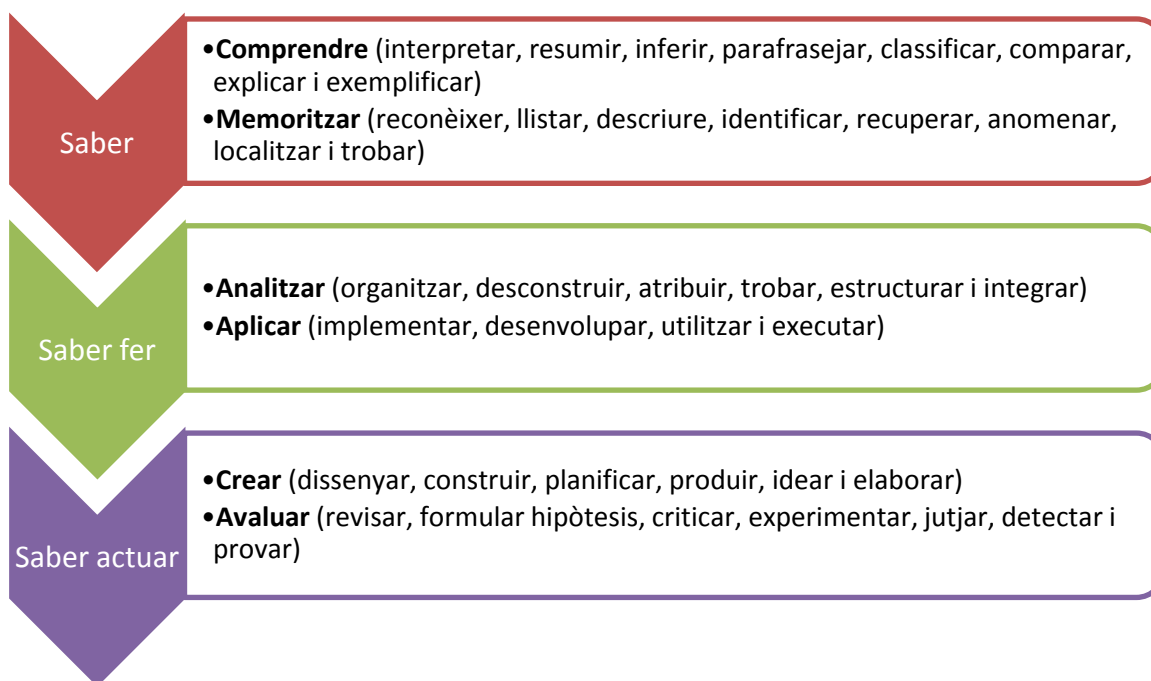 Saber
•Comprendre (interpretar, resumir, inferir, parafrasejar, classificar, comparar,
explicar i exemplificar)
•Memoritzar (reconèixer, llistar, descriure, identificar, recuperar, anomenar,
localitzar i trobar)
Saber fer
•Analitzar (organitzar, desconstruir, atribuir, trobar, estructurar i integrar)
•Aplicar (implementar, desenvolupar, utilitzar i executar)
Saber actuar
•Crear (dissenyar, construir, planificar, produir, idear i elaborar)
•Avaluar (revisar, formular hipòtesis, criticar, experimentar, jutjar, detectar i
provar)